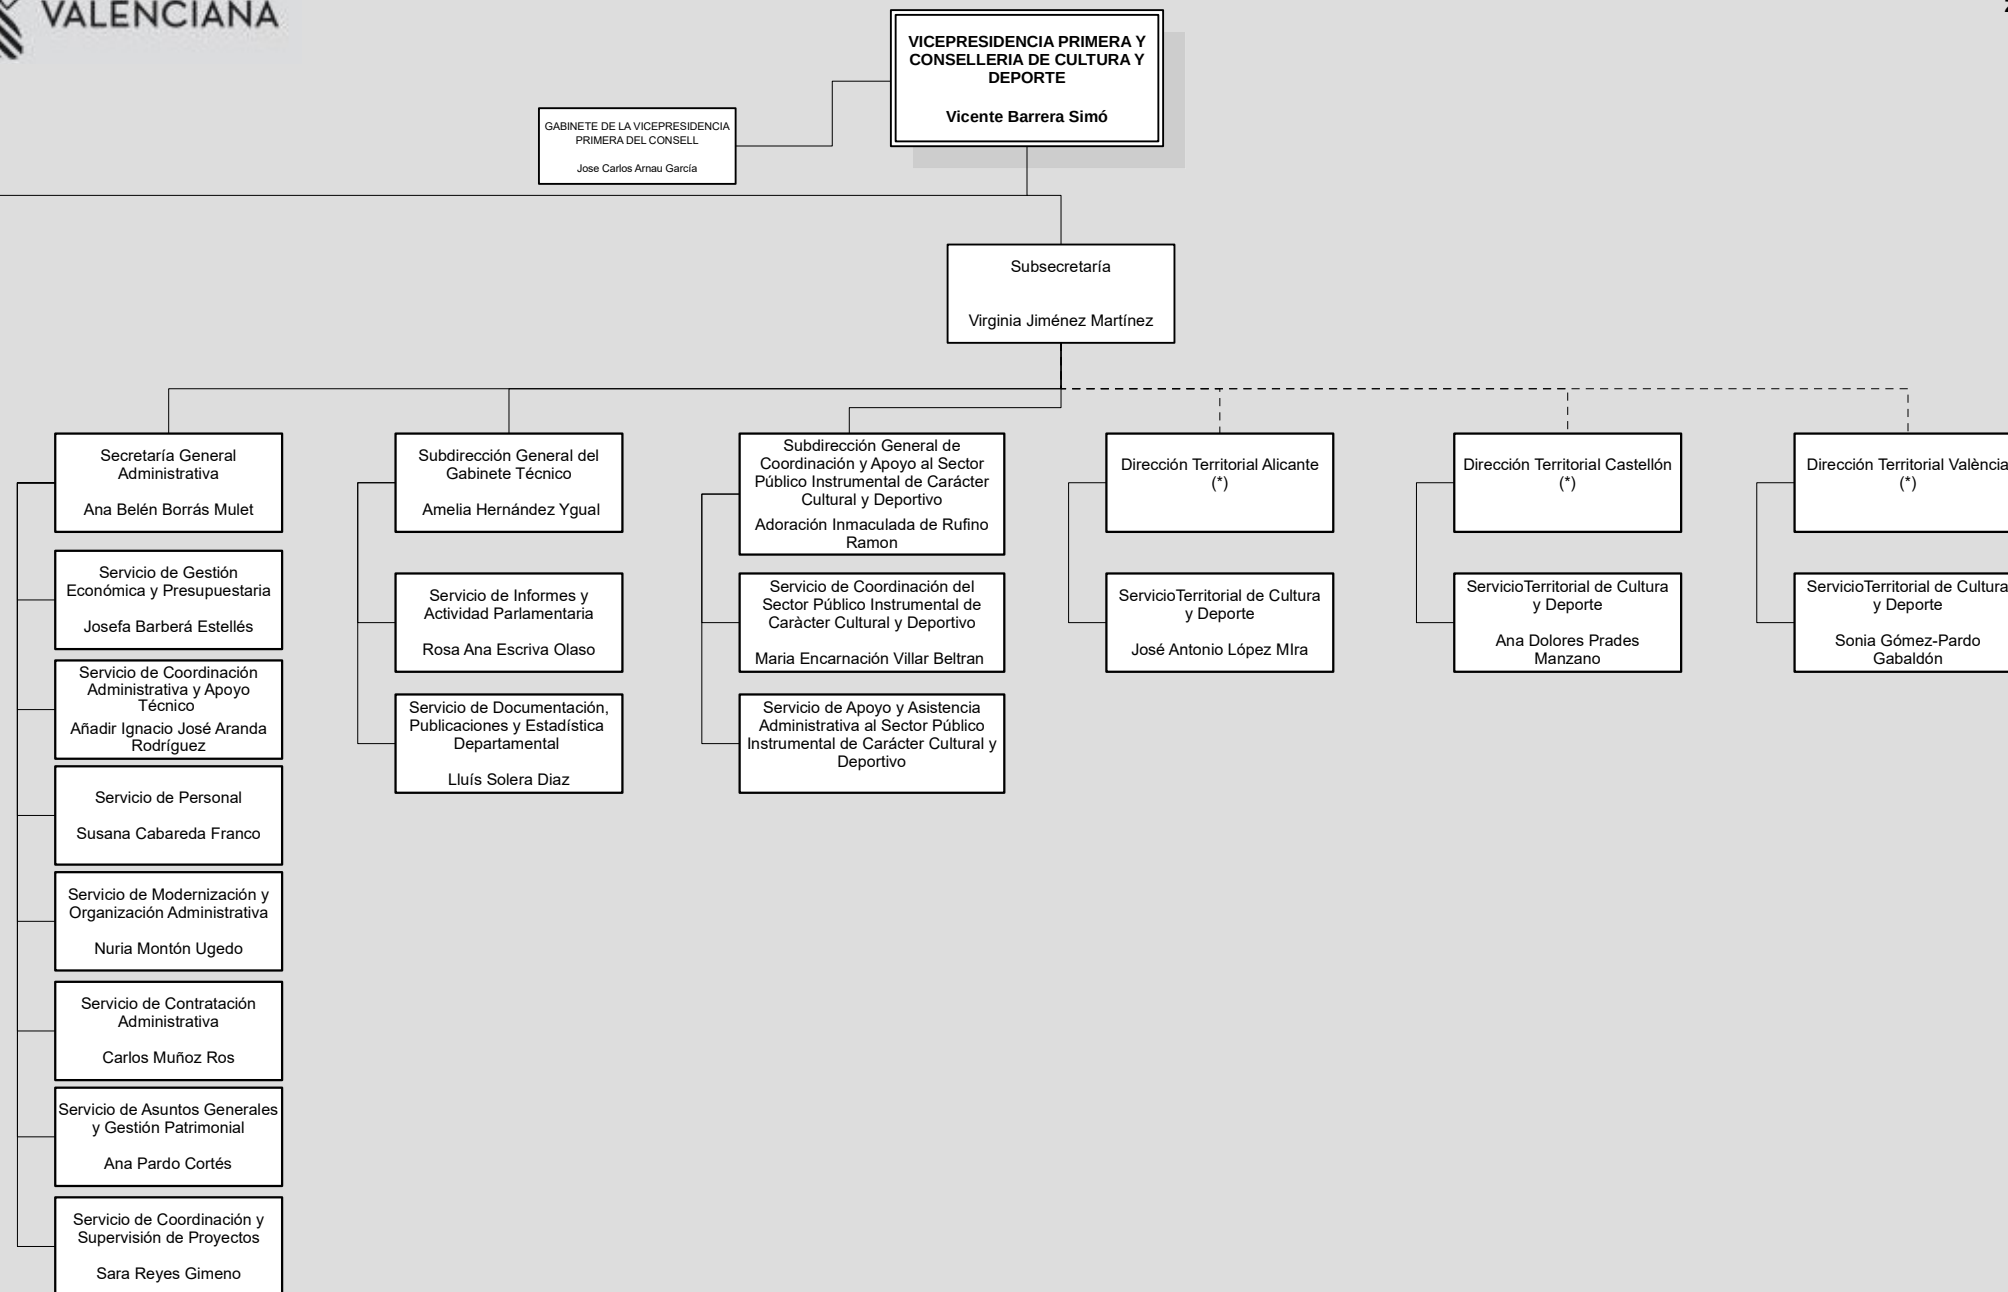 VALENCIANA
VICEPRESIDENCIA PRIMERA Y
CONSELLERIA DE CULTURA Y
DEPORTE
Vicente Barrera Simó
GABINETE DE LA VICEPRESIDENCIA
PRIMERA DEL CONSELL
Jose Carlos Arnau García
Subsecretaría
Virginia Jiménez Martínez
Secretaría General
Administrativa
Ana Belén Borrás Mulet
Servicio de Gestión
Económica y Presupuestaria
Josefa Barberá Estellés
Servicio de Coordinación
Administrativa y Apoyo
Técnico
Añadir Ignacio José Aranda
Rodríguez
Servicio de Personal
Susana Cabareda Franco
Servicio de Modernización y
Organización Administrativa
Nuria Montón Ugedo
Servicio de Contratación
Administrativa
Carlos Muñoz Ros
Servicio de Asuntos Generales
y Gestión Patrimonial
Ana Pardo Cortés
Servicio de Coordinación y
Supervisión de Proyectos
Sara Reyes Gimeno
Subdirección General del
Gabinete Técnico
Amelia Hernández Ygual
Servicio de Informes y
Actividad Parlamentaria
Rosa Ana Escriva Olaso
Servicio de Documentación,
Publicaciones y Estadística
Departamental
Lluís Solera Diaz
Subdirección General de
Coordinación y Apoyo al Sector
Público Instrumental de Carácter
Cultural y Deportivo
Adoración Inmaculada de Rufino
Ramon
Servicio de Coordinación del
Sector Público Instrumental de
Caràcter Cultural y Deportivo
Maria Encarnación Villar Beltran
Servicio de Apoyo y Asistencia
Administrativa al Sector Público
Instrumental de Carácter Cultural y
Deportivo
Dirección Territorial Alicante
(*)
ServicioTerritorial de Cultura
y Deporte
José Antonio López MIra
Dirección Territorial Castellón
(*)
ServicioTerritorial de Cultura
y Deporte
Ana Dolores Prades
Manzano
Dirección Territorial València
(*)
ServicioTerritorial de Cultura
y Deporte
Sonia Gómez-Pardo
Gabaldón